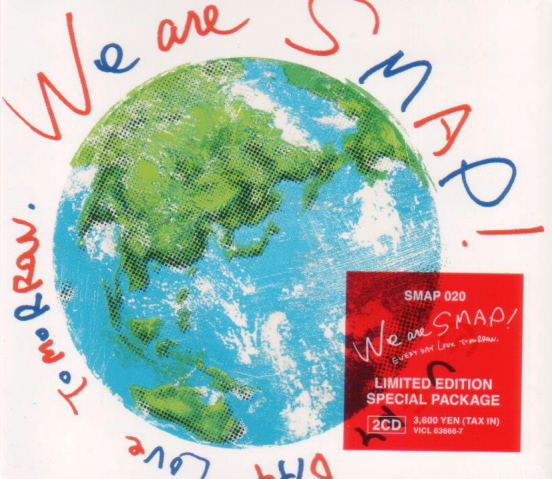 We are SMAP!
DAY LOVE TOMORROW.
SMAP 020
We are SMAP!
EVERY DAY LOVE TOMORROW.
LIMITED EDITION
SPECIAL PACKAGE
2CD 3,600 YEN (TAX IN)
VICL 63666-7